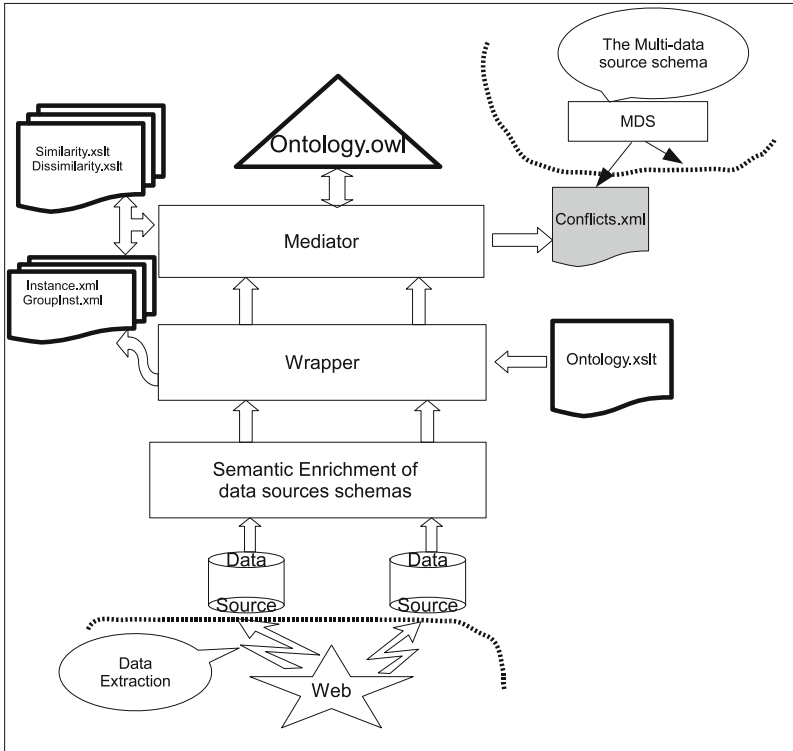 The Multi-data
source schema
MDS
Similarity.xslt
Dissimilarity.xslt
Ontology.owl
Mediator
Conflicts.xml
Instance.xml
GroupInst.xml
Wrapper
Ontology.xslt
Semantic Enrichment of
data sources schemas
Data
Source
Data
Source
Data
Extraction
Web